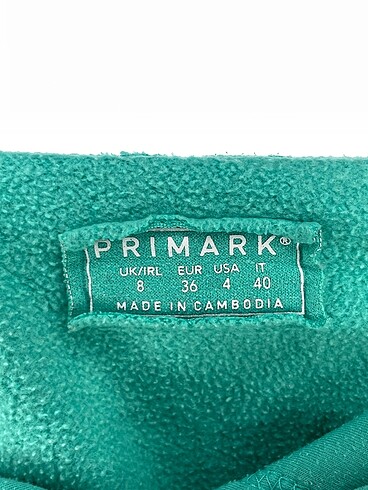 PRIMARK®
UK/IRL EUR USA IT
8 36 4 40
MADE IN CAMBODIA